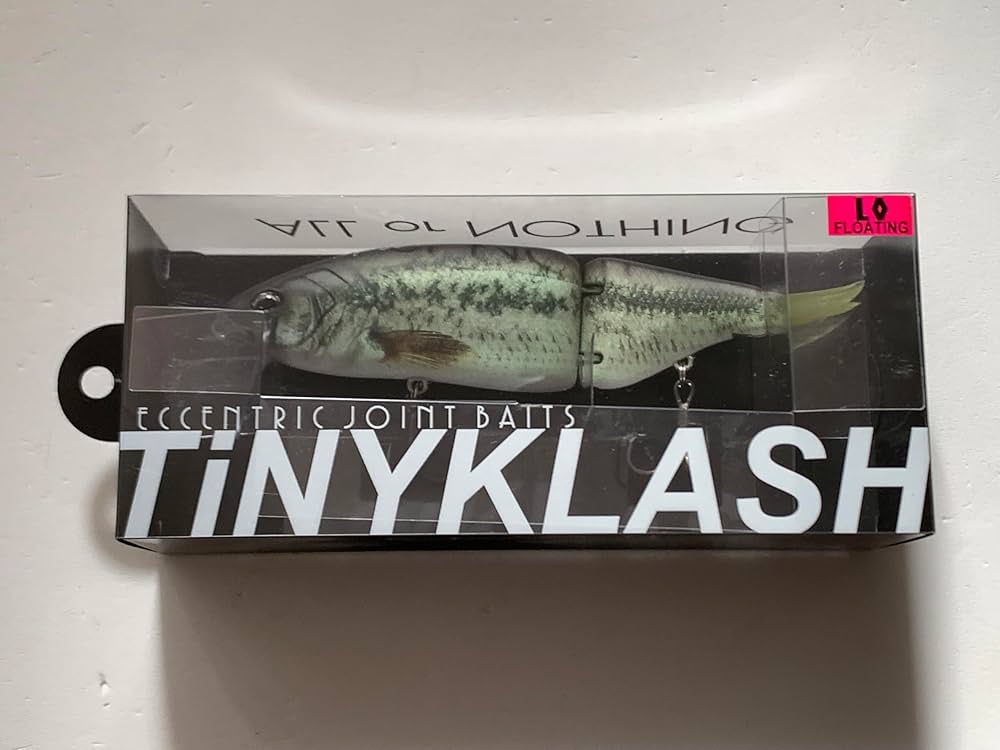 ALL or NOTHING
LO
FLOATING
ECCENTRIC JOINT BAITS
TiNYKLASH